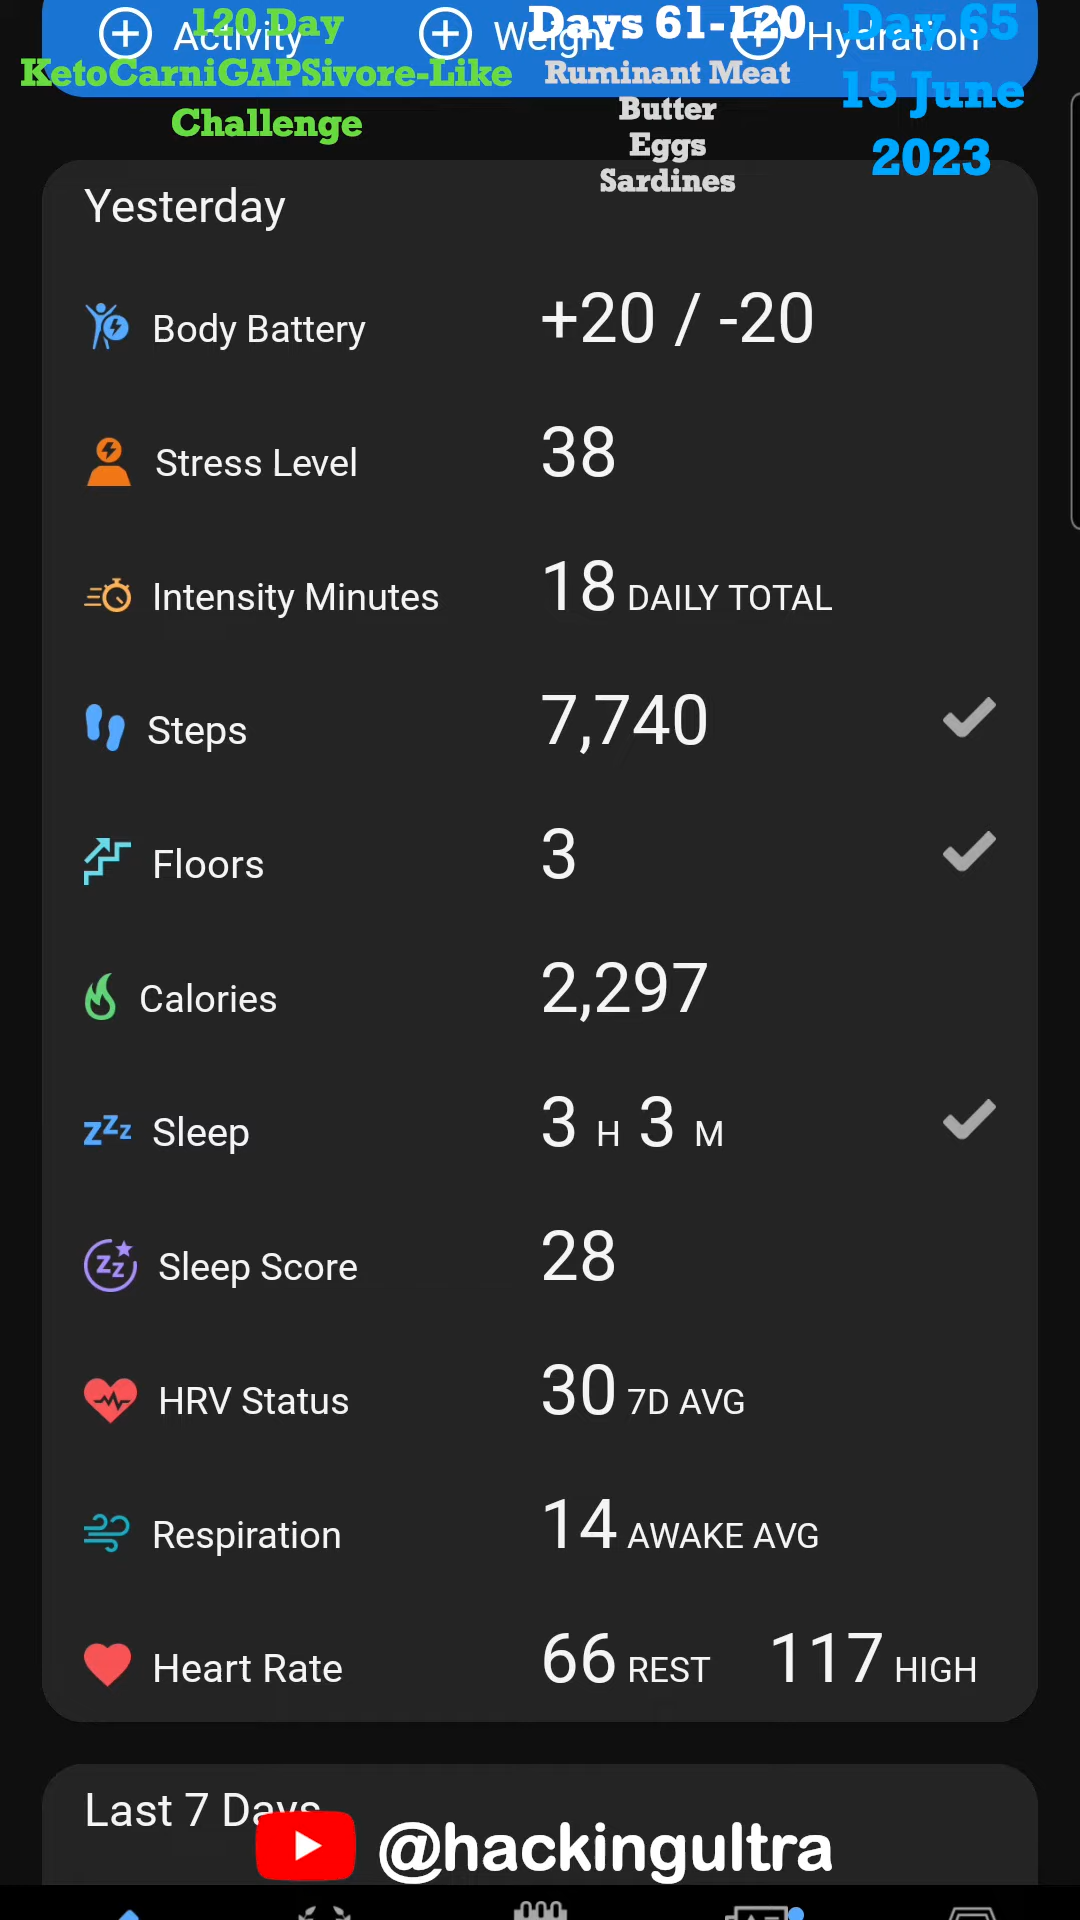 120 Day
KetoCarniGAPSivore-Like
Challenge
Days 61-120
Ruminant Meat
Butter
Eggs
Sardines
Day 65
15 June
2023
Activity
Weight
Hydration
Yesterday
Body Battery +20 / -20
Stress Level 38
Intensity Minutes 18 DAILY TOTAL
Steps 7,740
Floors 3
Calories 2,297
Sleep 3 H 3 M
Sleep Score 28
HRV Status 30 7D AVG
Respiration 14 AWAKE AVG
Heart Rate 66 REST 117 HIGH
Last 7 Days
@hackingultra